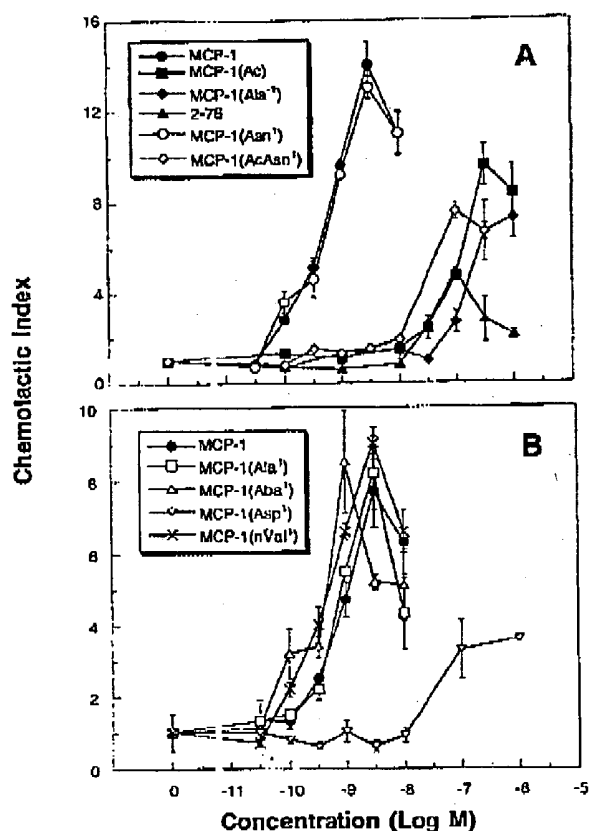 Chemotactic Index
16
12
8
4
0
A
MCP-1
MCP-1(Ac)
MCP-1(Ala⁻¹)
2-76
MCP-1(Asn¹)
MCP-1(AcAsn¹)
10
8
6
4
2
0
B
MCP-1
MCP-1(Ala¹)
MCP-1(Aba¹)
MCP-1(Asp¹)
MCP-1(nVal¹)
0 -11 -10 -9 -8 -7 -6 -5
Concentration (Log M)